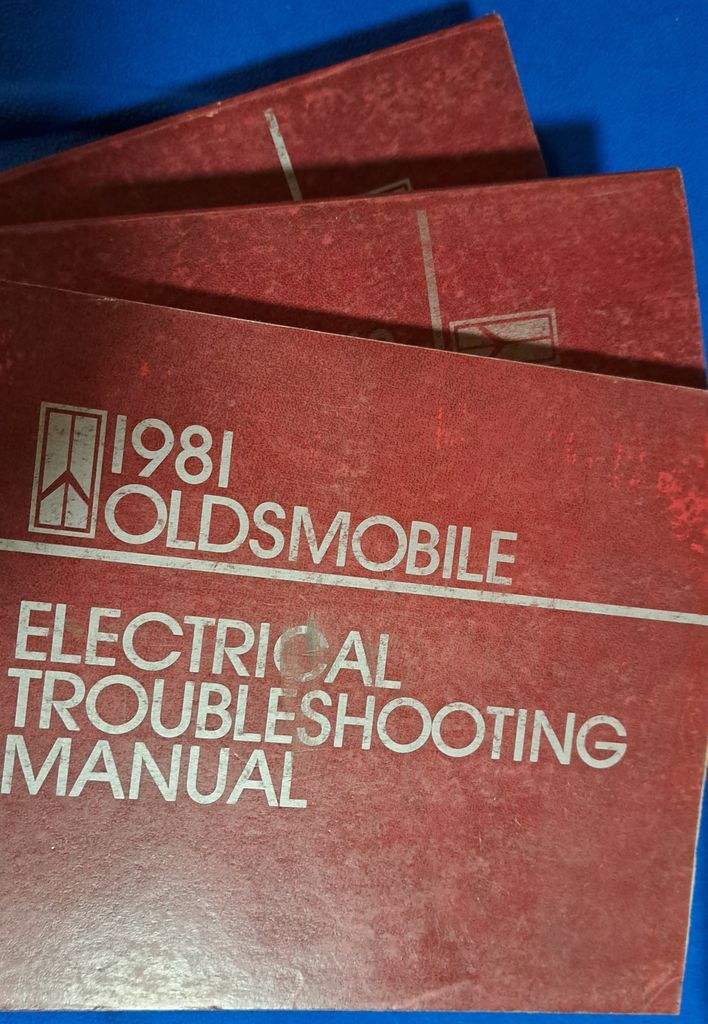 1981
OLDSMOBILE
ELECTRICAL
TROUBLESHOOTING
MANUAL